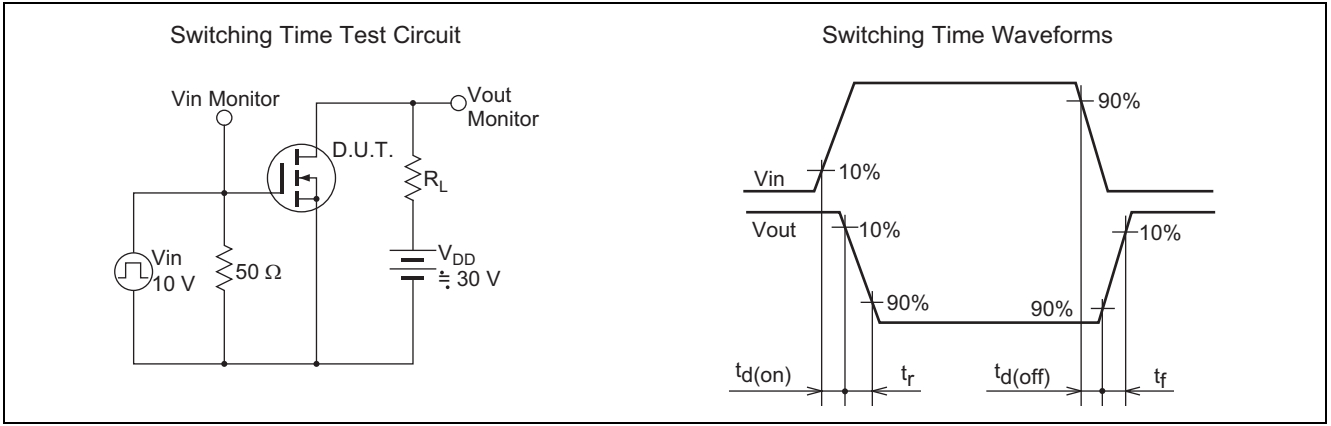 Switching Time Test Circuit
Vin Monitor
Vout
Monitor
D.U.T.
RL
Vin
10 V
50 Ω
VDD
≒ 30 V
Switching Time Waveforms
90%
Vin
10%
Vout
10%
10%
90%
90%
td(on)
tr
td(off)
tf